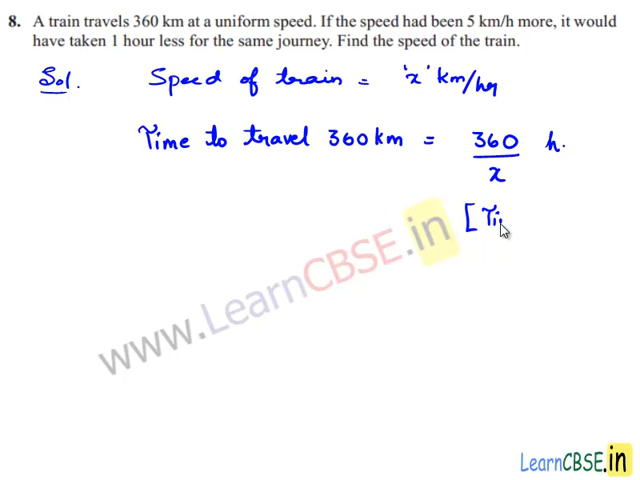 8. A train travels 360 km at a uniform speed. If the speed had been 5 km/h more, it would
have taken 1 hour less for the same journey. Find the speed of the train.
Sol. Speed of train = 'x' km/hr
Time to travel 360 km = 360/x h.
[Ti
www.LearnCBSE.in
LearnCBSE.in